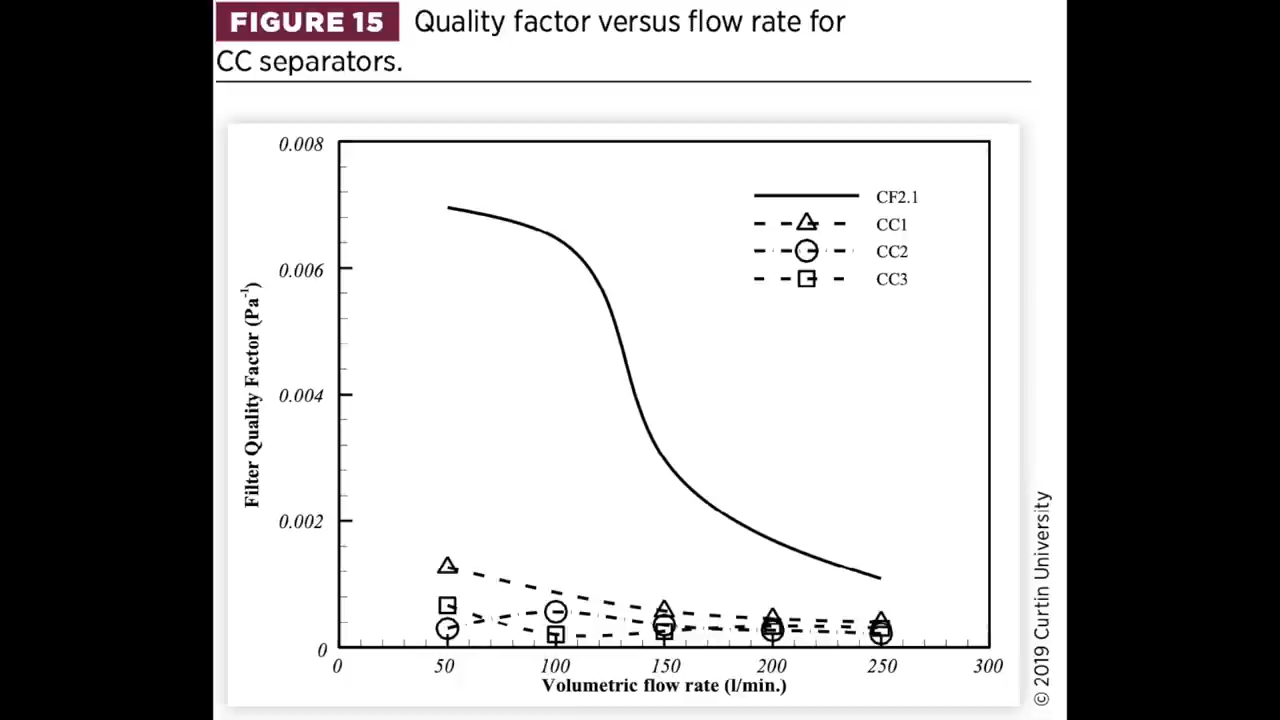 FIGURE 15 Quality factor versus flow rate for
CC separators.
0.008
0.006
0.004
0.002
0
Filter Quality Factor (Pa⁻¹)
CF2.1
CC1
CC2
CC3
0 50 100 150 200 250 300
Volumetric flow rate (l/min.)
© 2019 Curtin University